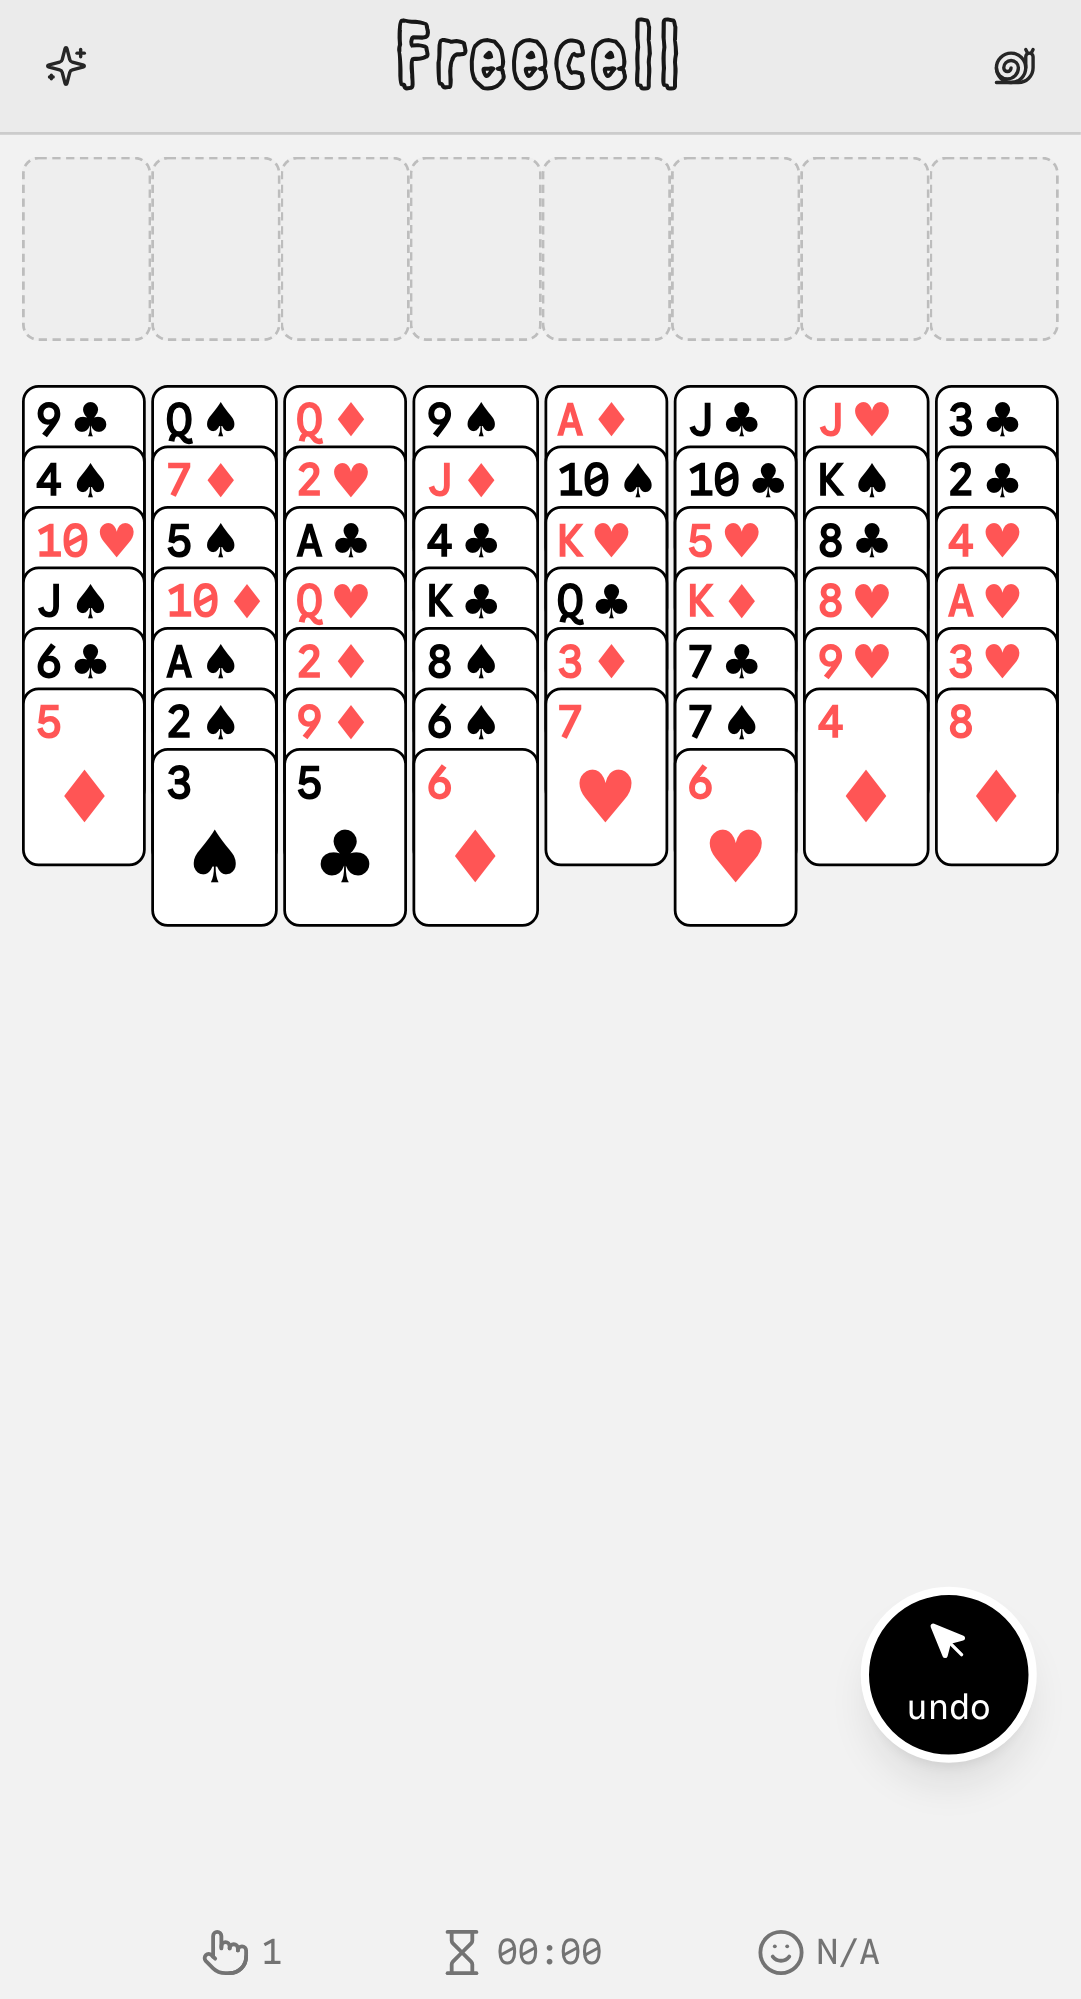 Freecell
9♣ Q♠ Q♦ 9♠ A♦ J♣ J♥ 3♣
4♠ 7♦ 2♥ J♦ 10♠ 10♣ K♠ 2♣
10♥ 5♠ A♣ 4♣ K♥ 5♥ 8♣ 4♥
J♠ 10♦ Q♥ K♣ Q♣ K♦ 8♥ A♥
6♣ A♠ 2♦ 8♠ 3♦ 7♣ 9♥ 3♥
5♦ 2♠ 9♦ 6♠ 7♥ 7♠ 4♦ 8♦
3♠ 5♣ 6♦ 6♥
undo
1 00:00 N/A